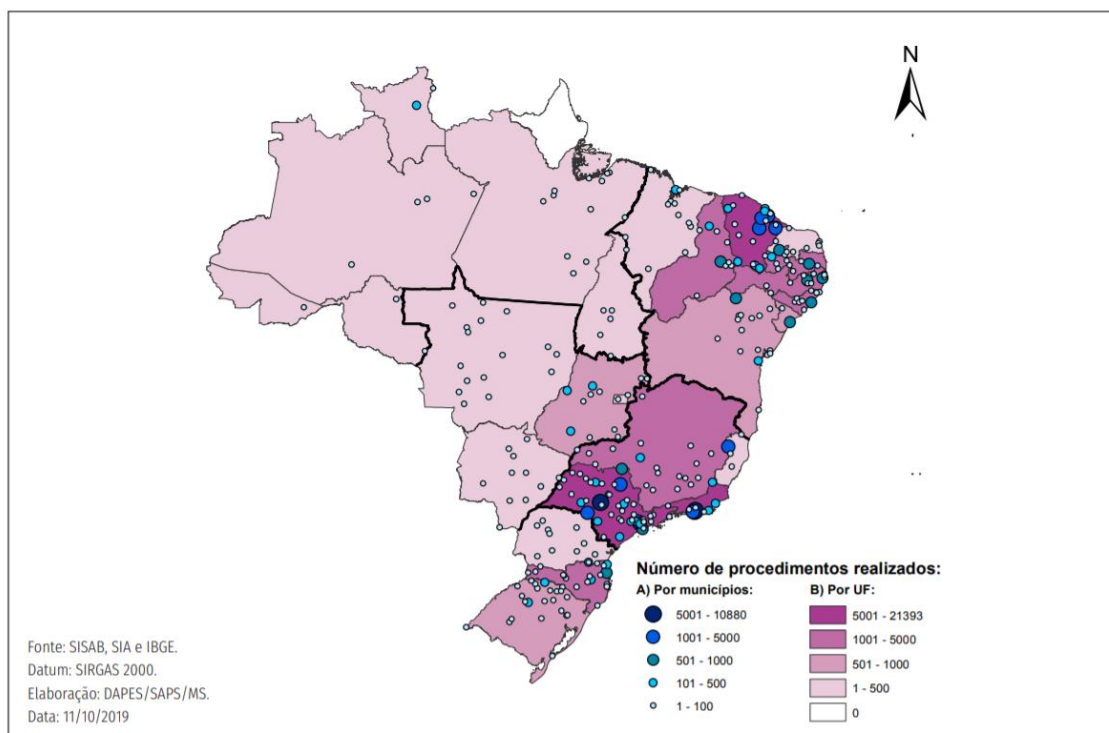 N
Número de procedimentos realizados:
A) Por municípios:
5001 - 10880
1001 - 5000
501 - 1000
101 - 500
1 - 100
B) Por UF:
5001 - 21393
1001 - 5000
501 - 1000
1 - 500
0
Fonte: SISAB, SIA e IBGE.
Datum: SIRGAS 2000.
Elaboração: DAPES/SAPS/MS.
Data: 11/10/2019